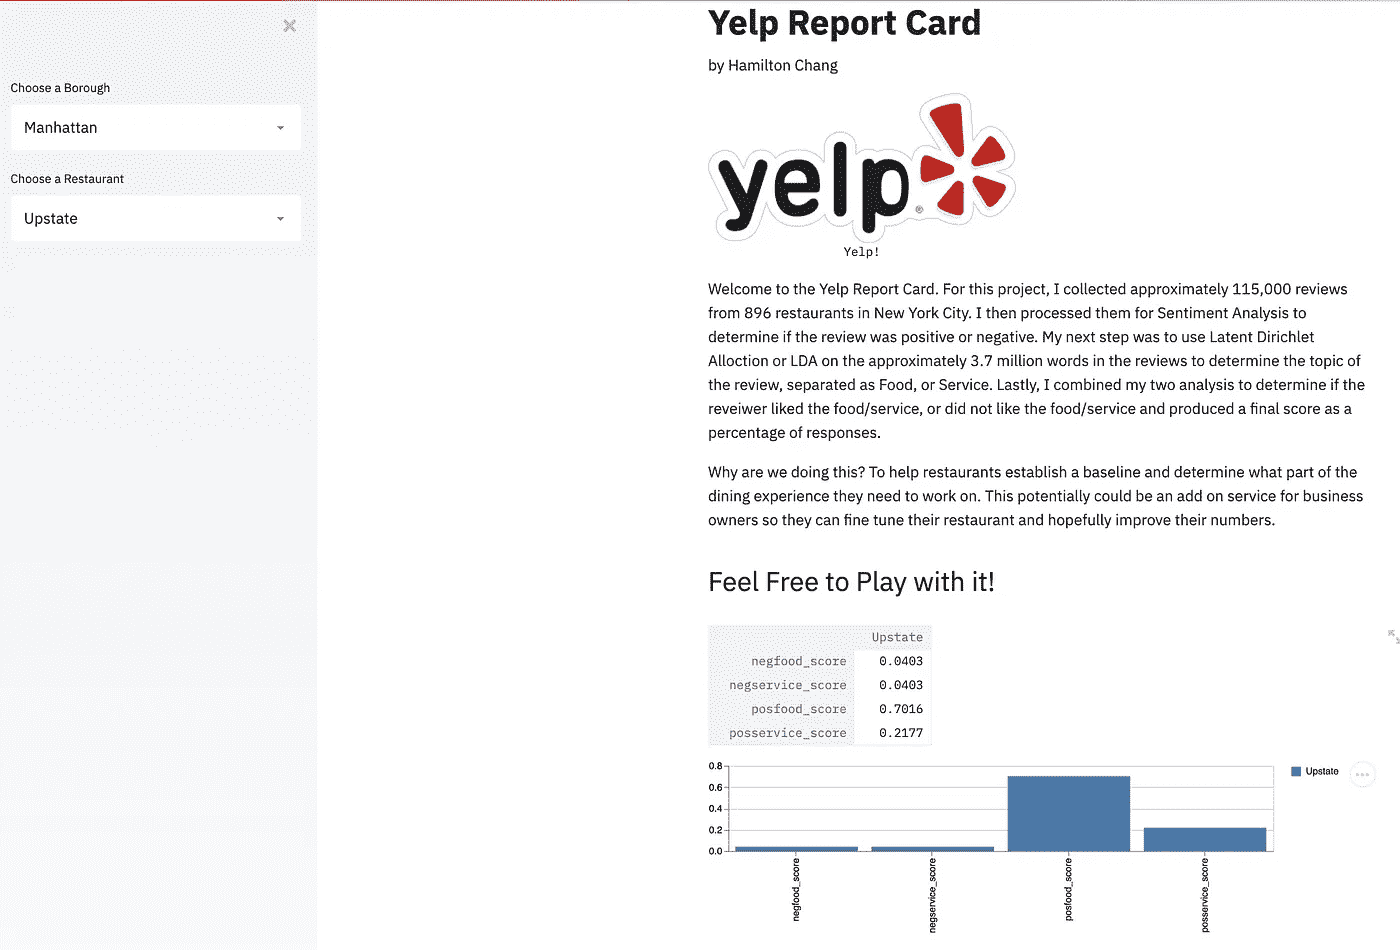 Choose a Borough
Manhattan
Choose a Restaurant
Upstate
Yelp Report Card
by Hamilton Chang
yelp
®
Yelp!
Welcome to the Yelp Report Card. For this project, I collected approximately 115,000 reviews
from 896 restaurants in New York City. I then processed them for Sentiment Analysis to
determine if the review was positive or negative. My next step was to use Latent Dirichlet
Alloction or LDA on the approximately 3.7 million words in the reviews to determine the topic of
the review, separated as Food, or Service. Lastly, I combined my two analysis to determine if the
reveiwer liked the food/service, or did not like the food/service and produced a final score as a
percentage of responses.
Why are we doing this? To help restaurants establish a baseline and determine what part of the
dining experience they need to work on. This potentially could be an add on service for business
owners so they can fine tune their restaurant and hopefully improve their numbers.
Feel Free to Play with it!
Upstate
negfood_score 0.0403
negservice_score 0.0403
posfood_score 0.7016
posservice_score 0.2177
0.8
0.6
0.4
0.2
0.0
Upstate
negfood_score
negservice_score
posfood_score
posservice_score